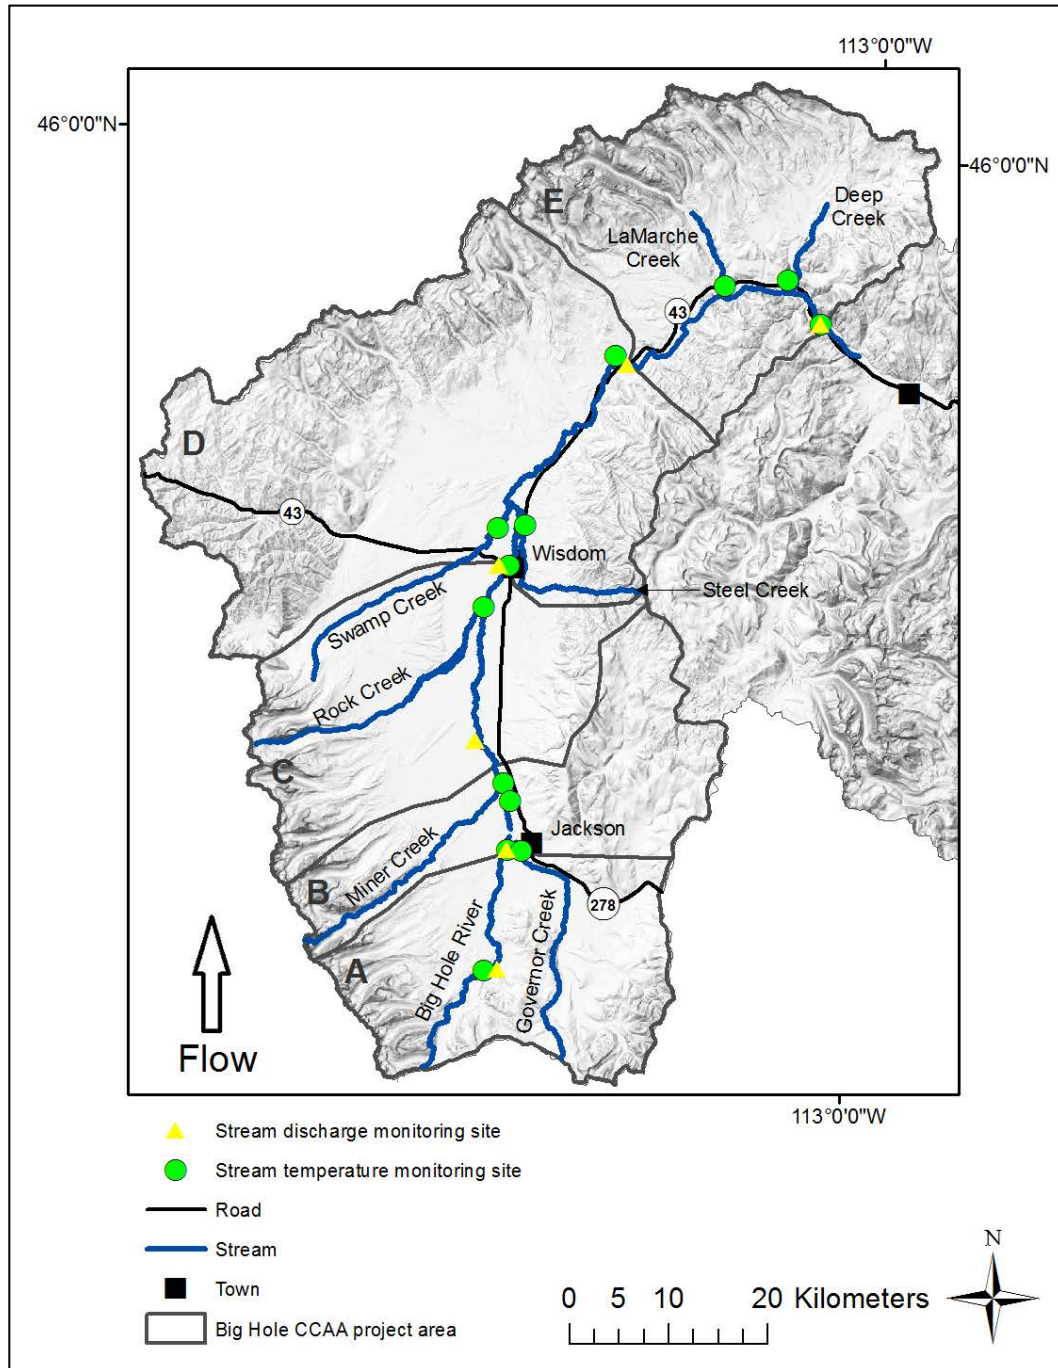 113°0'0"W
46°0'0"N
46°0'0"N
E
Deep
Creek
LaMarche
Creek
43
D
43
Wisdom
Steel Creek
Swamp Creek
Rock Creek
C
Jackson
Miner Creek
B
278
A
Big Hole River
Governor Creek
Flow
113°0'0"W
Stream discharge monitoring site
Stream temperature monitoring site
Road
Stream
Town
Big Hole CCAA project area
0 5 10 20 Kilometers
N